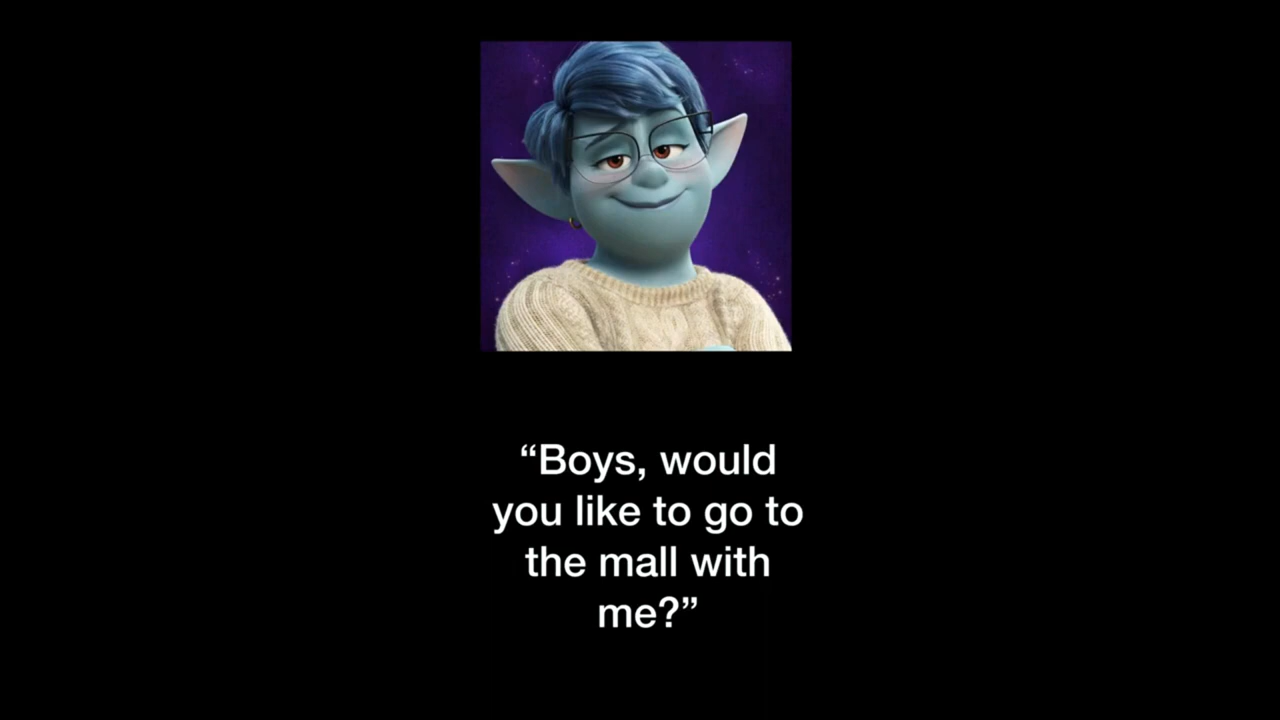 “Boys, would
you like to go to
the mall with
me?”